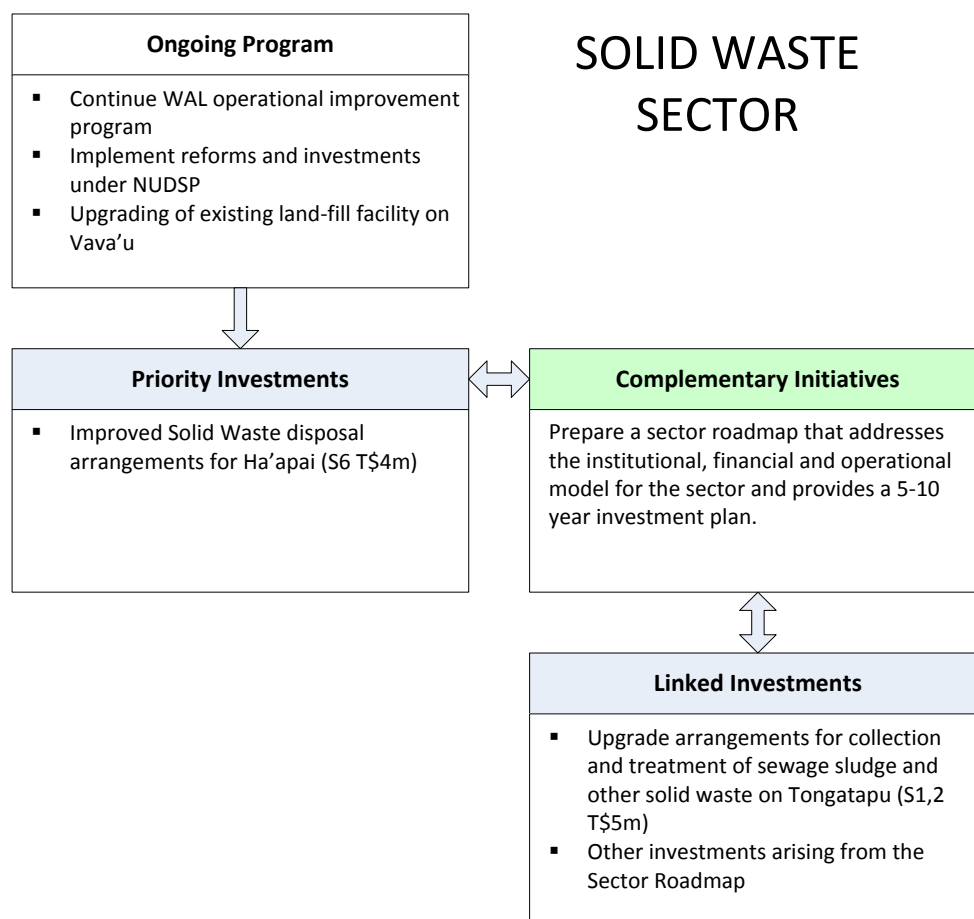 SOLID WASTE
SECTOR
Ongoing Program
▪ Continue WAL operational improvement
program
▪ Implement reforms and investments
under NUDSP
▪ Upgrading of existing land-fill facility on
Vava’u
Priority Investments
▪ Improved Solid Waste disposal
arrangements for Ha’apai (S6 T$4m)
Complementary Initiatives
Prepare a sector roadmap that addresses
the institutional, financial and operational
model for the sector and provides a 5-10
year investment plan.
Linked Investments
▪ Upgrade arrangements for collection
and treatment of sewage sludge and
other solid waste on Tongatapu (S1,2
T$5m)
▪ Other investments arising from the
Sector Roadmap